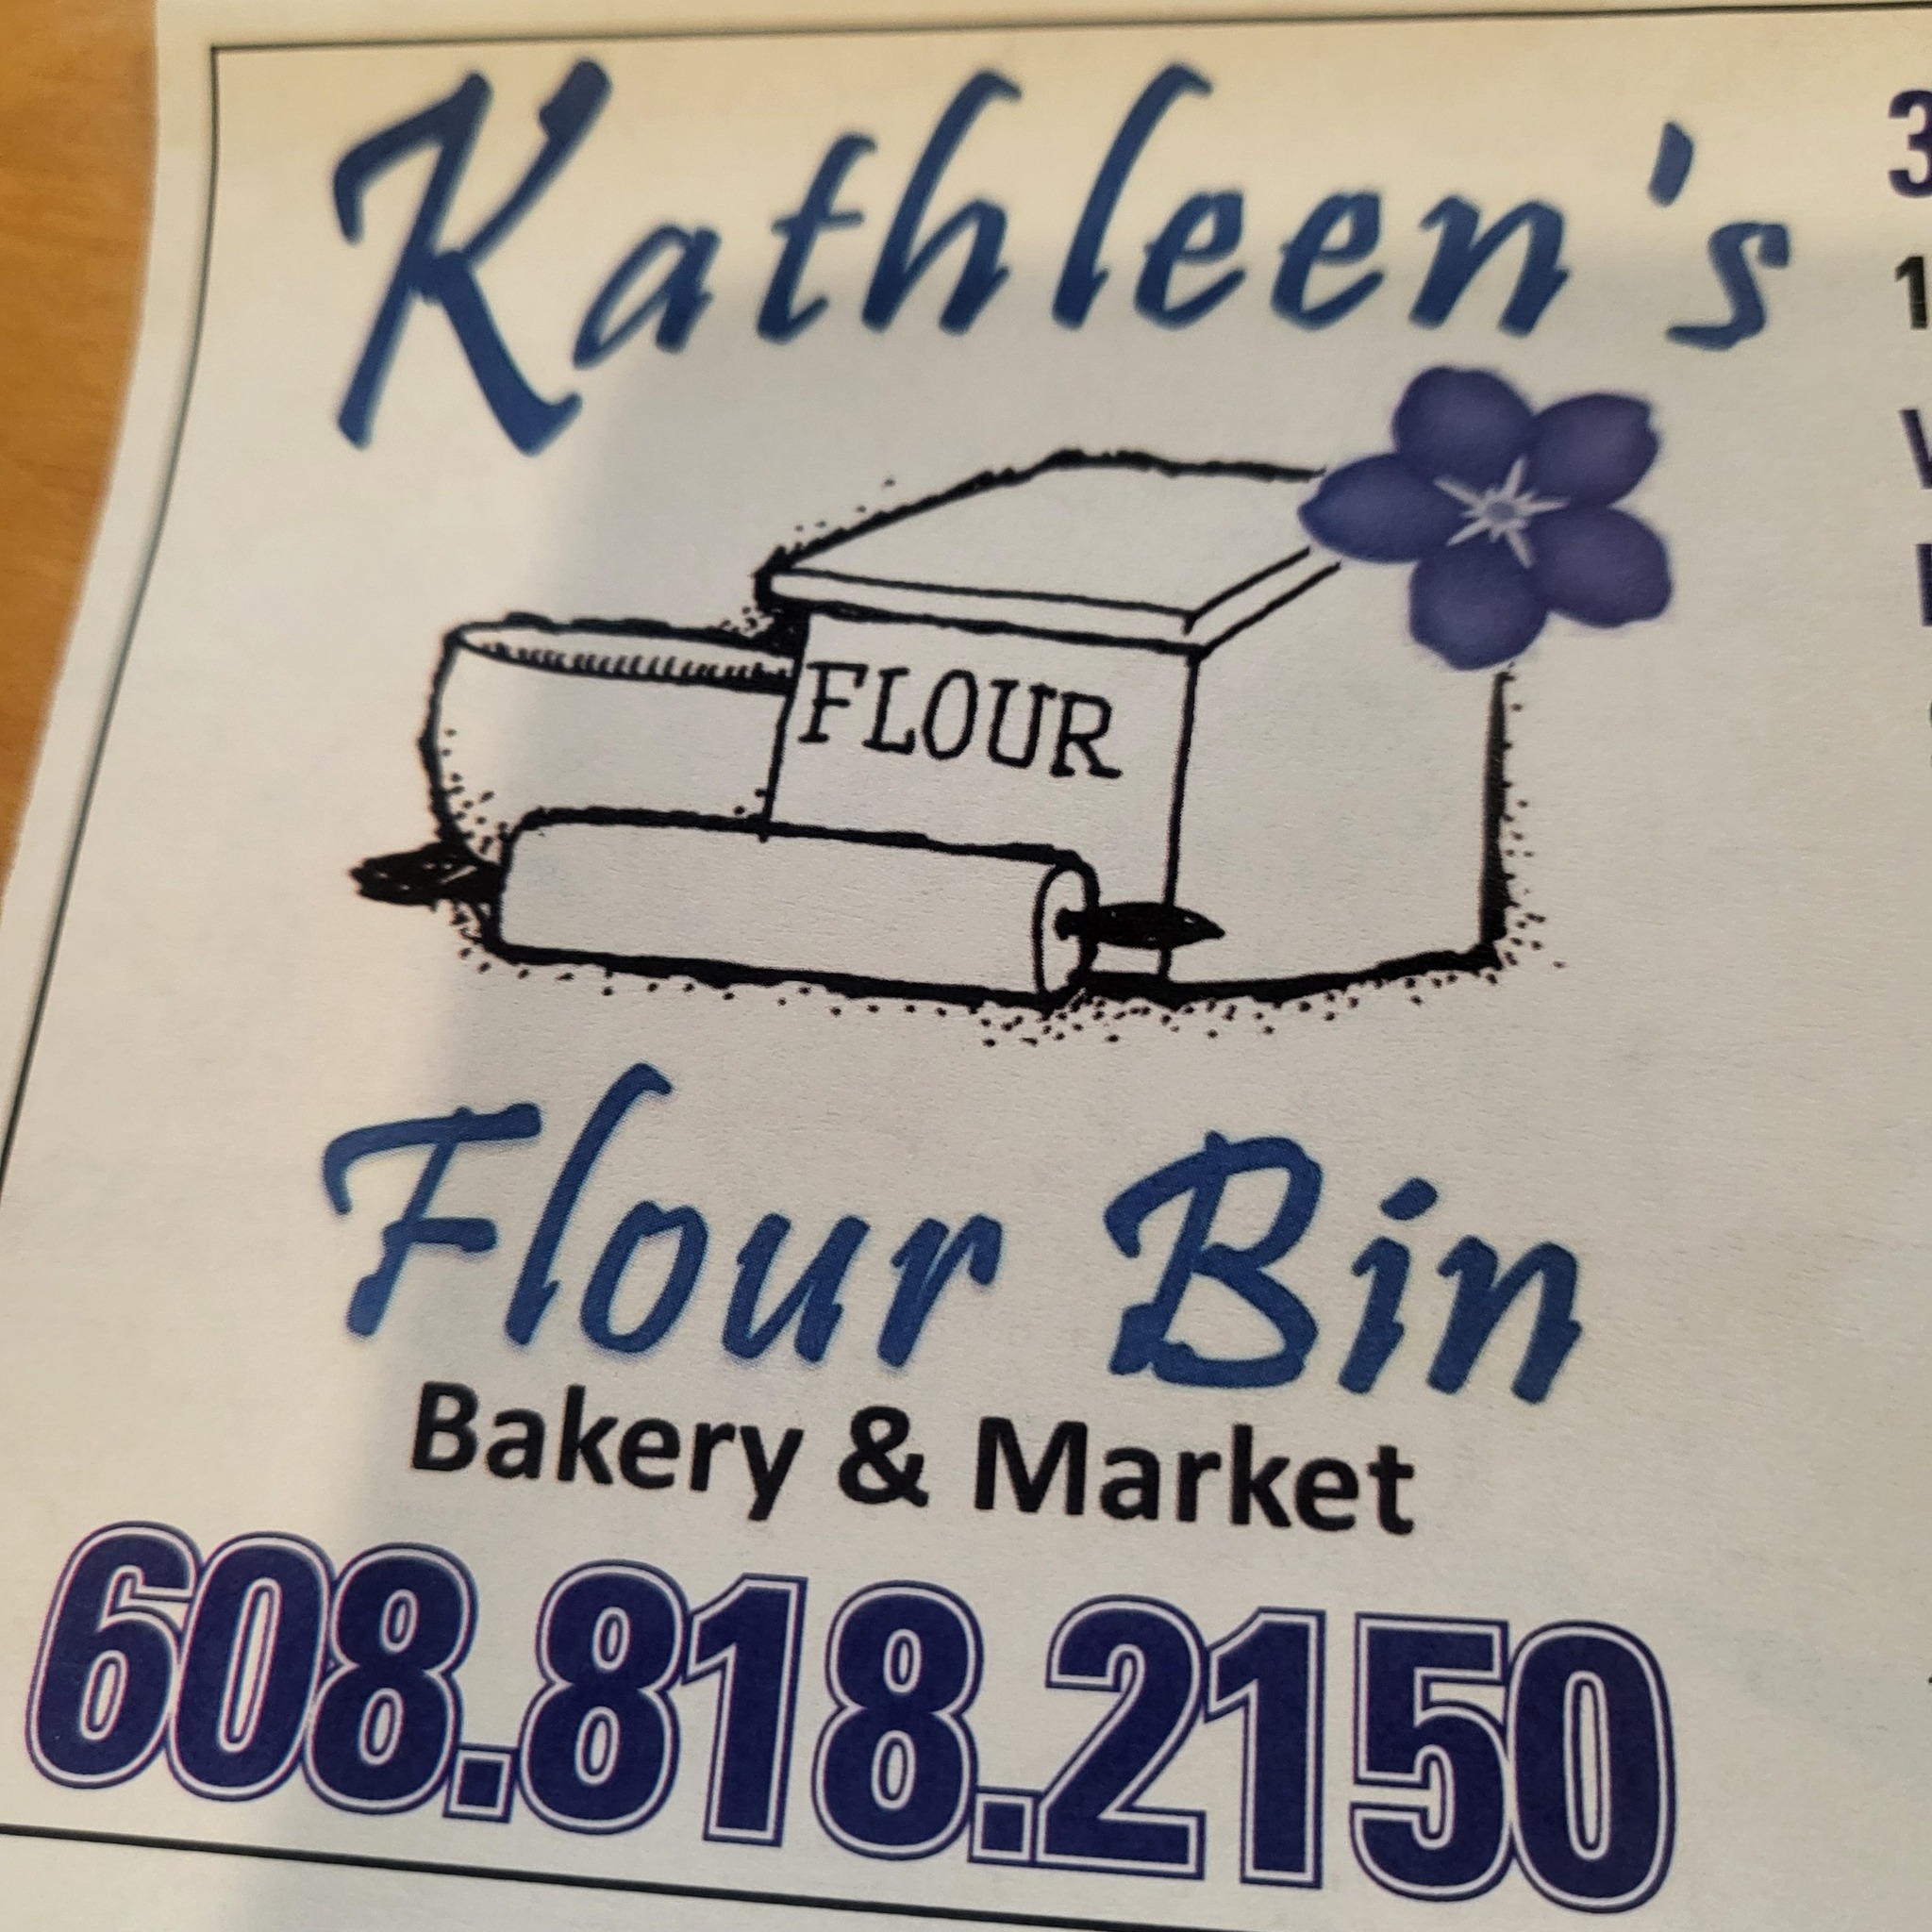 Kathleen's
FLOUR
Flour Bin
Bakery & Market
608.818.2150